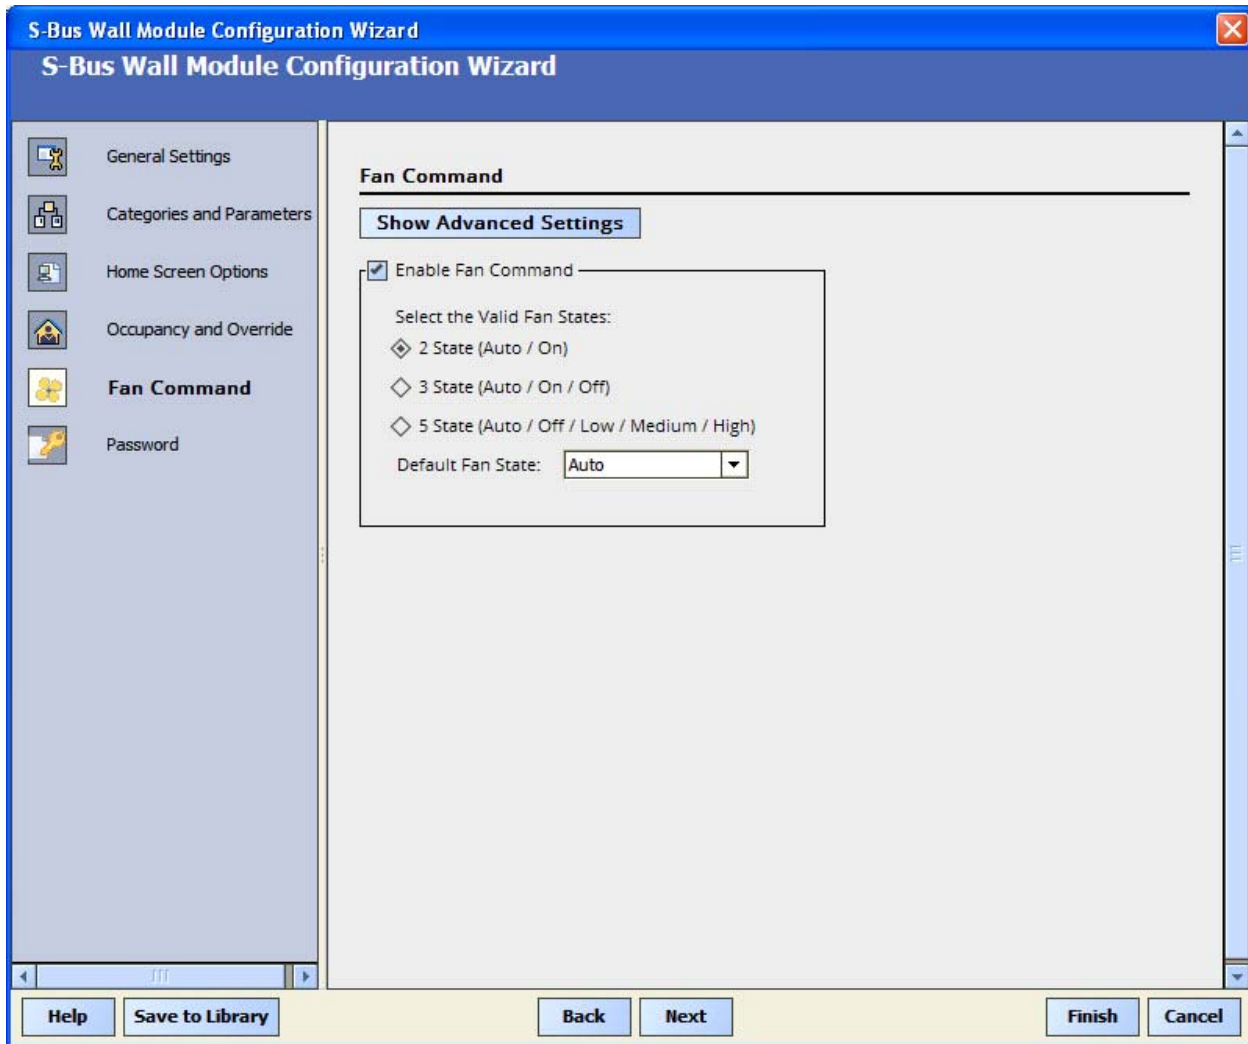 S-Bus Wall Module Configuration Wizard
S-Bus Wall Module Configuration Wizard
General Settings
Categories and Parameters
Home Screen Options
Occupancy and Override
Fan Command
Password
Fan Command
Show Advanced Settings
Enable Fan Command
Select the Valid Fan States:
2 State (Auto / On)
3 State (Auto / On / Off)
5 State (Auto / Off / Low / Medium / High)
Default Fan State: Auto
Help Save to Library Back Next Finish Cancel